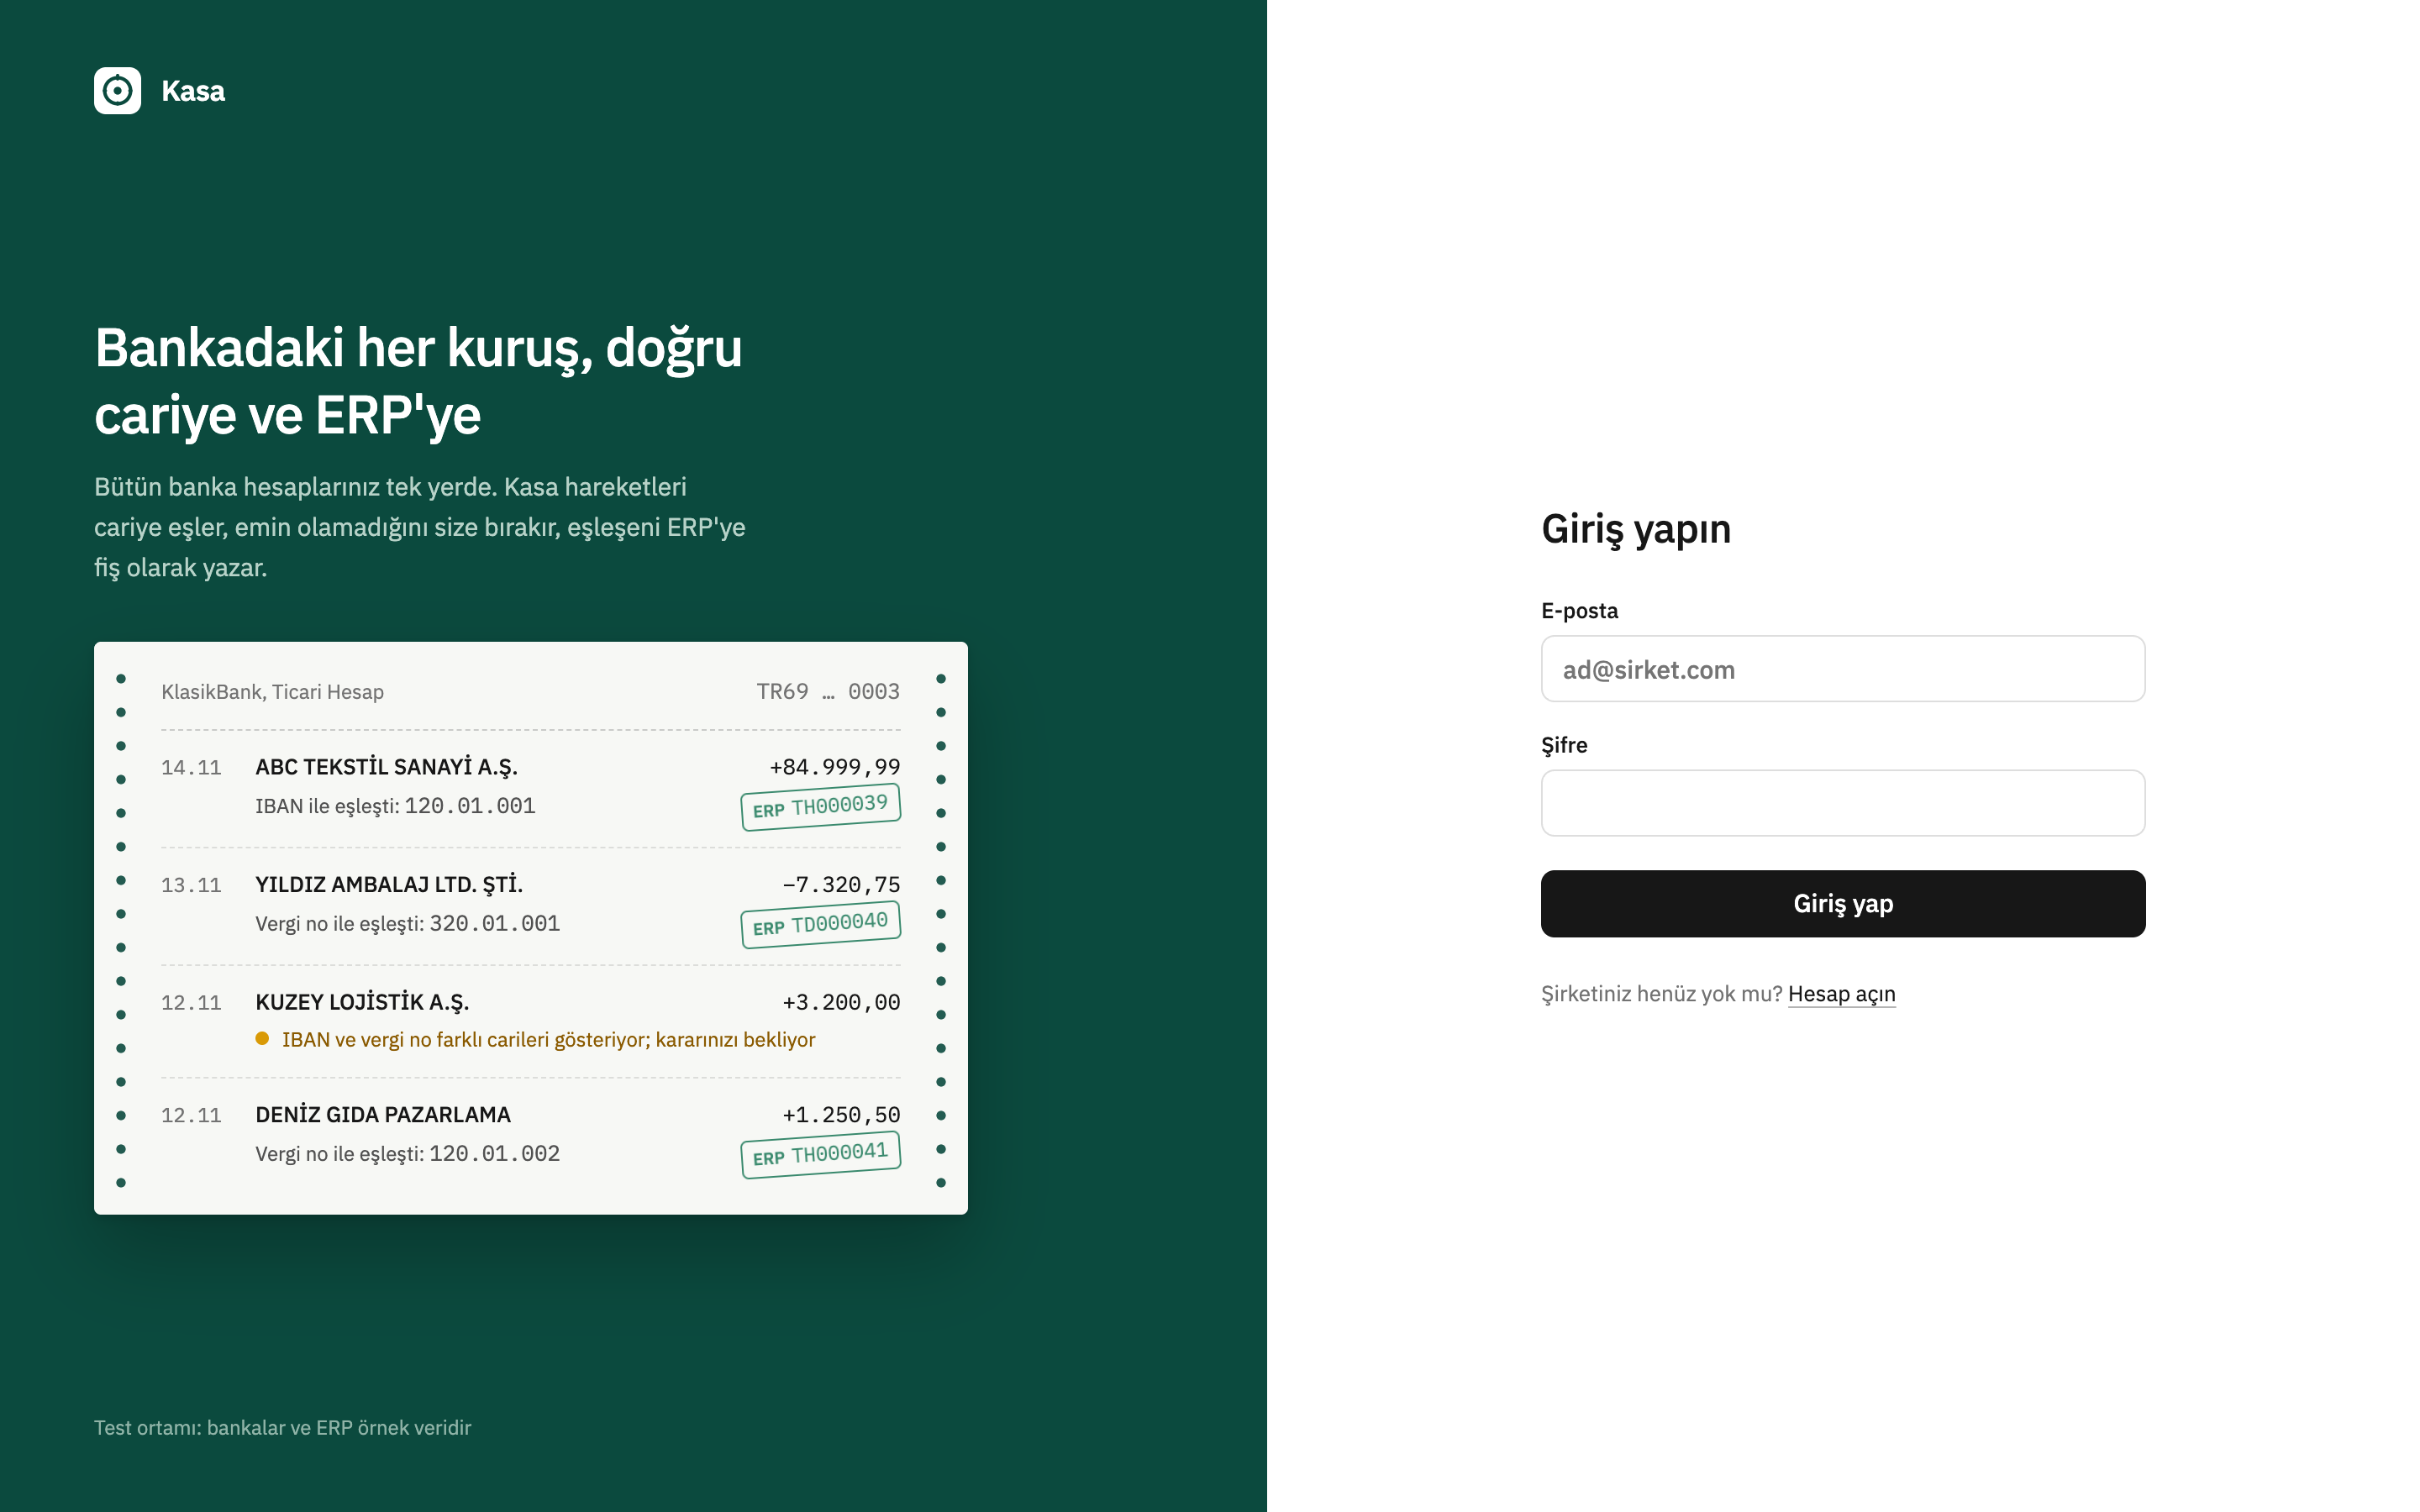 Kasa
Bankadaki her kuruş, doğru
cariye ve ERP'ye
Bütün banka hesaplarınız tek yerde. Kasa hareketleri
cariye eşler, emin olamadığını size bırakır, eşleşeni ERP'ye
fiş olarak yazar.
KlasikBank, Ticari Hesap TR69 … 0003
14.11 ABC TEKSTİL SANAYİ A.Ş. +84.999,99
IBAN ile eşleşti: 120.01.001 ERP TH000039
13.11 YILDIZ AMBALAJ LTD. ŞTİ. −7.320,75
Vergi no ile eşleşti: 320.01.001 ERP TD000040
12.11 KUZEY LOJİSTİK A.Ş. +3.200,00
IBAN ve vergi no farklı carileri gösteriyor; kararınızı bekliyor
12.11 DENİZ GIDA PAZARLAMA +1.250,50
Vergi no ile eşleşti: 120.01.002 ERP TH000041
Test ortamı: bankalar ve ERP örnek veridir
Giriş yapın
E-posta
ad@sirket.com
Şifre
Giriş yap
Şirketiniz henüz yok mu? Hesap açın